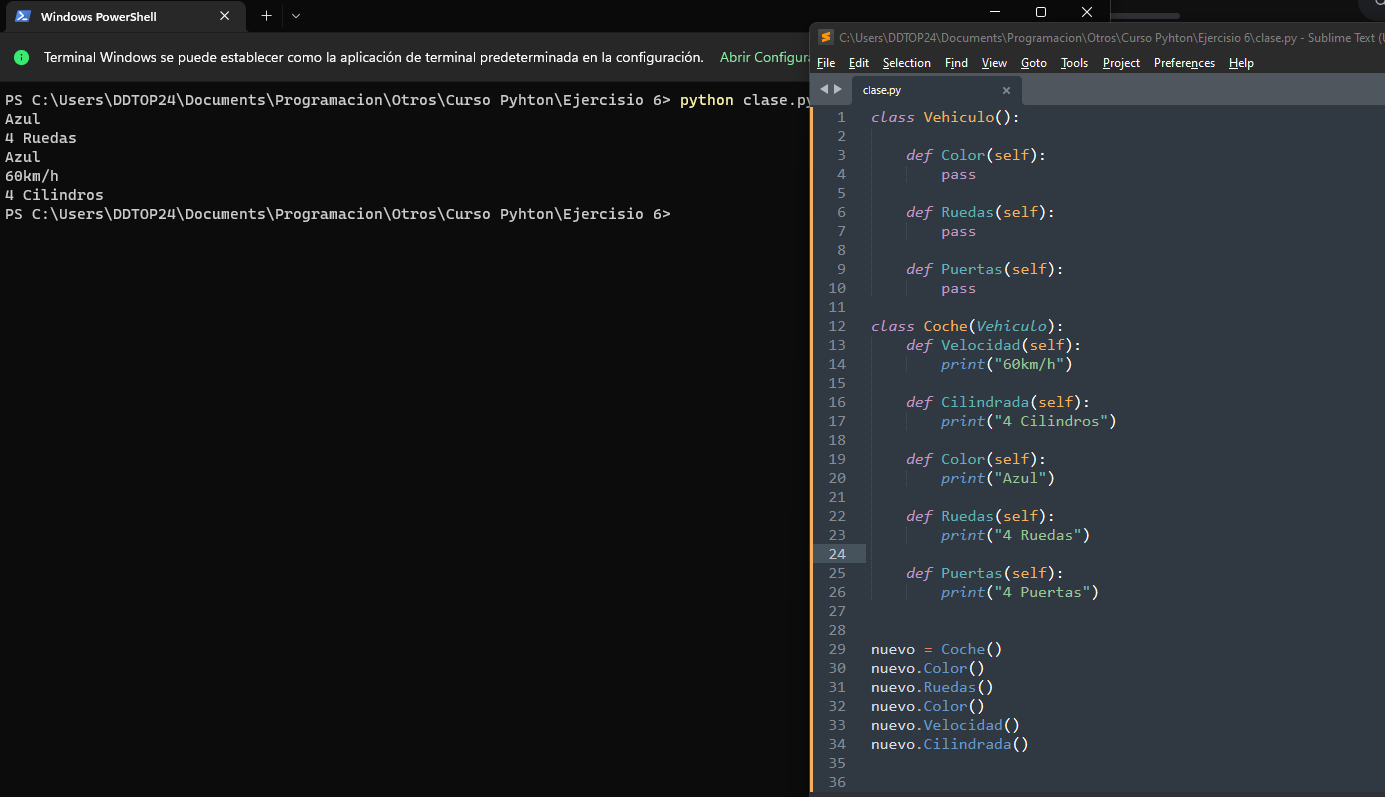 Windows PowerShell
Terminal Windows se puede establecer como la aplicación de terminal predeterminada en la configuración. Abrir Configura
PS C:\Users\DDTOP24\Documents\Programacion\Otros\Curso Pyhton\Ejercisio 6> python clase.py
Azul
4 Ruedas
Azul
60km/h
4 Cilindros
PS C:\Users\DDTOP24\Documents\Programacion\Otros\Curso Pyhton\Ejercisio 6>
C:\Users\DDTOP24\Documents\Programacion\Otros\Curso Pyhton\Ejercisio 6\clase.py - Sublime Text (U
File Edit Selection Find View Goto Tools Project Preferences Help
clase.py
1 class Vehiculo():
2
3 def Color(self):
4 pass
5
6 def Ruedas(self):
7 pass
8
9 def Puertas(self):
10 pass
11
12 class Coche(Vehiculo):
13 def Velocidad(self):
14 print("60km/h")
15
16 def Cilindrada(self):
17 print("4 Cilindros")
18
19 def Color(self):
20 print("Azul")
21
22 def Ruedas(self):
23 print("4 Ruedas")
24
25 def Puertas(self):
26 print("4 Puertas")
27
28
29 nuevo = Coche()
30 nuevo.Color()
31 nuevo.Ruedas()
32 nuevo.Color()
33 nuevo.Velocidad()
34 nuevo.Cilindrada()
35
36